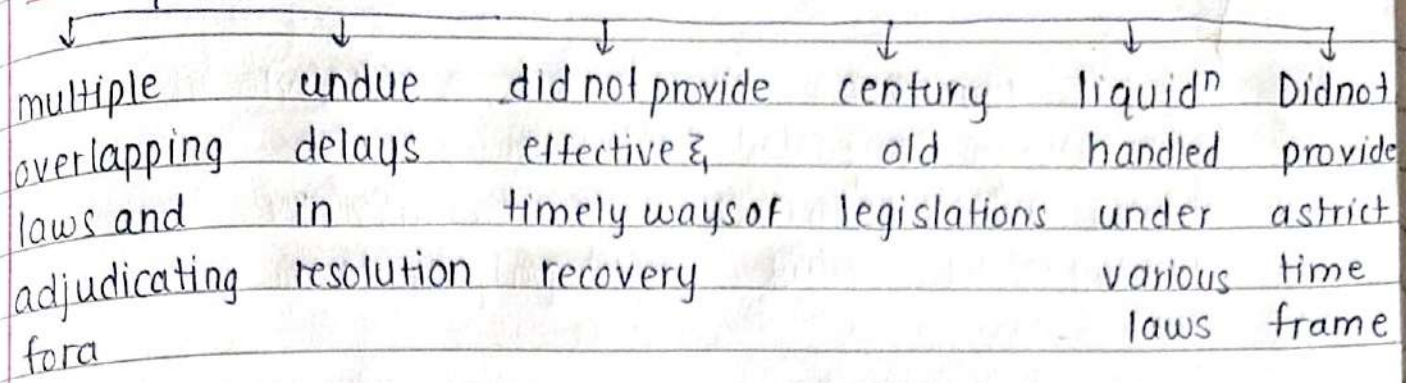 multiple
overlapping
laws and
adjudicating
fora
undue
delays
in
resolution
did not provide
effective &
timely ways of
recovery
century
old
legislations
liquidⁿ
handled
under
various
laws
Didnot
provide
astrict
time
frame